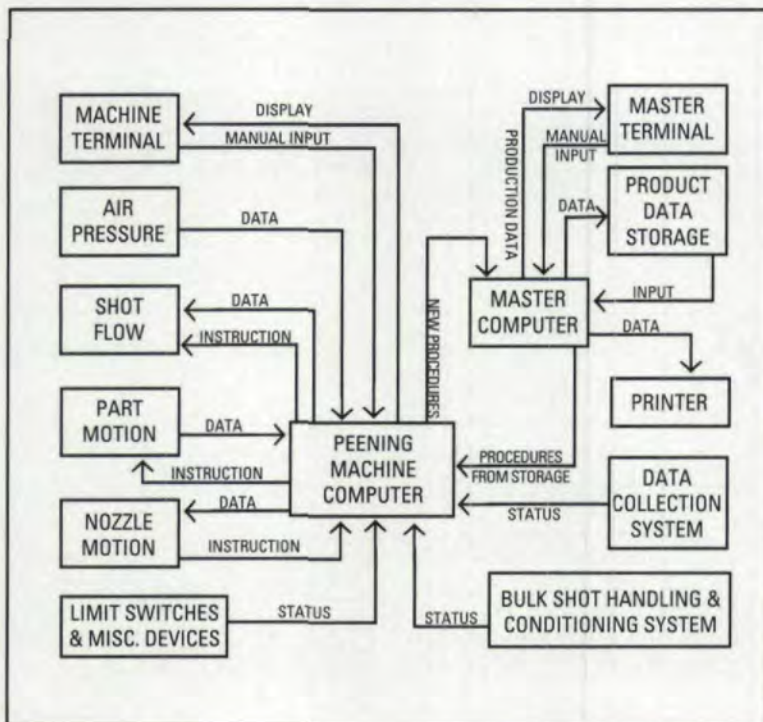 MACHINE
TERMINAL
DISPLAY
MANUAL INPUT
AIR
PRESSURE
DATA
SHOT
FLOW
DATA
INSTRUCTION
PART
MOTION
DATA
INSTRUCTION
NOZZLE
MOTION
DATA
INSTRUCTION
LIMIT SWITCHES
& MISC. DEVICES
STATUS
PEENING
MACHINE
COMPUTER
NEW PROCEDURES
PRODUCTION DATA
DISPLAY
MANUAL
INPUT
MASTER
TERMINAL
DATA
PRODUCT
DATA
STORAGE
INPUT
MASTER
COMPUTER
DATA
PRINTER
PROCEDURES
FROM STORAGE
STATUS
DATA
COLLECTION
SYSTEM
STATUS
BULK SHOT HANDLING &
CONDITIONING SYSTEM